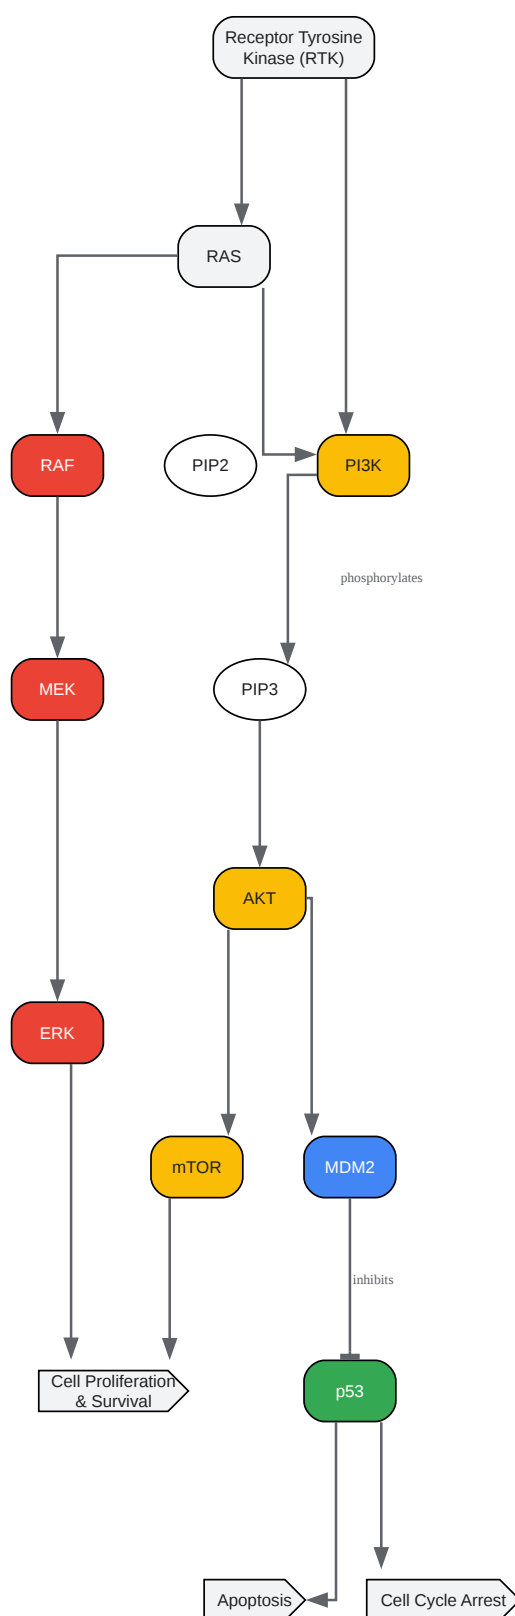 Receptor Tyrosine
Kinase (RTK)
RAS
RAF
PIP2
PI3K
phosphorylates
MEK
PIP3
AKT
ERK
mTOR
MDM2
inhibits
Cell Proliferation
& Survival
p53
Apoptosis
Cell Cycle Arrest